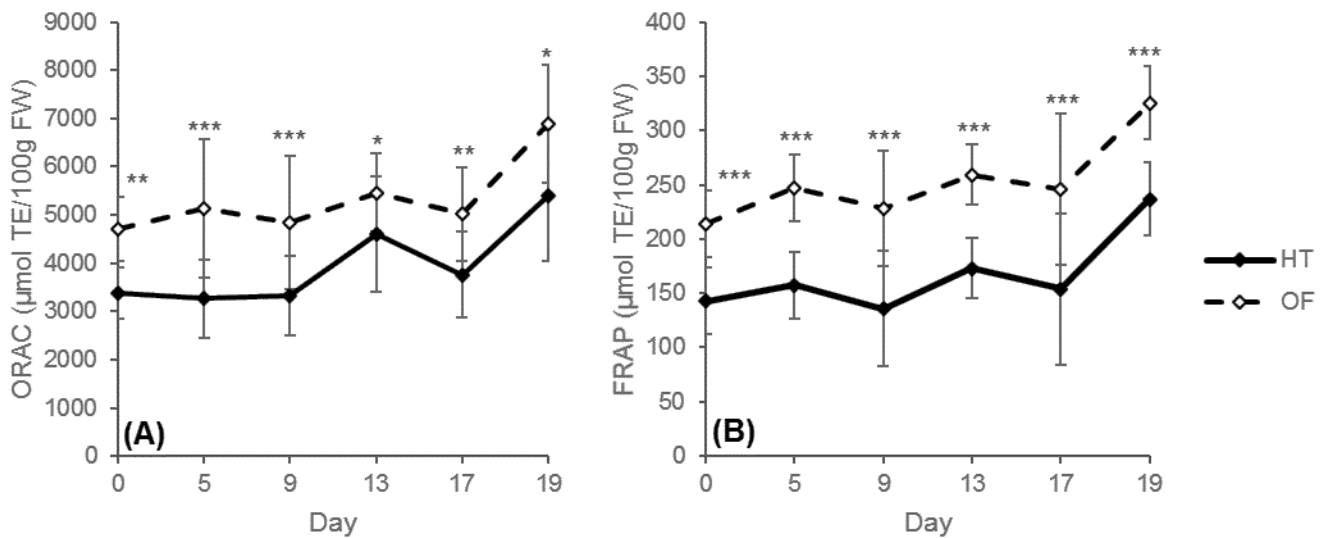 ORAC (µmol TE/100g FW)
9000
8000
7000
6000
5000
4000
3000
2000
1000
0
** *** *** * ** *
(A)
0 5 9 13 17 19
Day
FRAP (µmol TE/100g FW)
400
350
300
250
200
150
100
50
0
*** *** *** *** *** ***
(B)
0 5 9 13 17 19
Day
HT
OF